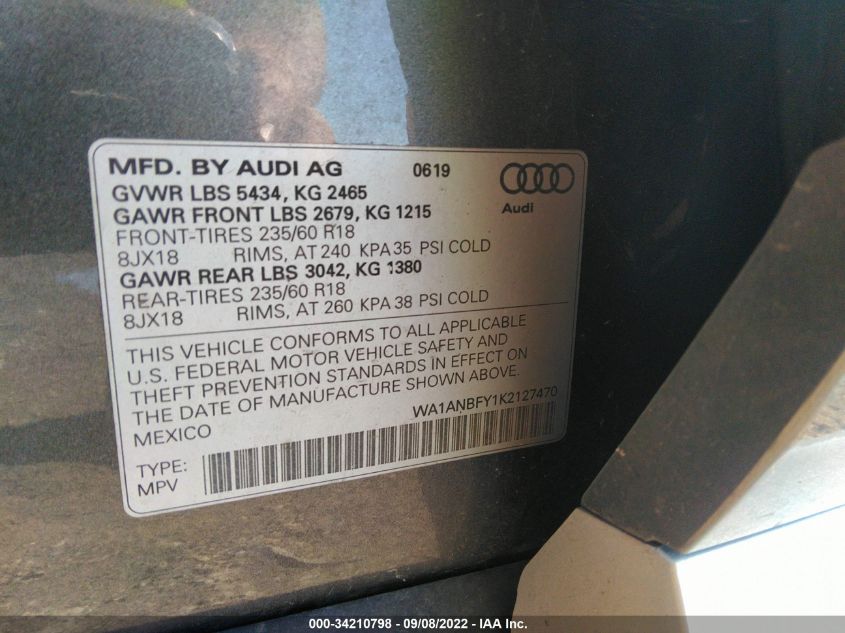 MFD. BY AUDI AG 0619
Audi
GVWR LBS 5434, KG 2465
GAWR FRONT LBS 2679, KG 1215
FRONT-TIRES 235/60 R18
8JX18 RIMS, AT 240 KPA 35 PSI COLD
GAWR REAR LBS 3042, KG 1380
REAR-TIRES 235/60 R18
8JX18 RIMS, AT 260 KPA 38 PSI COLD
THIS VEHICLE CONFORMS TO ALL APPLICABLE
U.S. FEDERAL MOTOR VEHICLE SAFETY AND
THEFT PREVENTION STANDARDS IN EFFECT ON
THE DATE OF MANUFACTURE SHOWN ABOVE.
MEXICO WA1ANBFY1K2127470
TYPE:
MPV
000-34210798 - 09/08/2022 - IAA Inc.